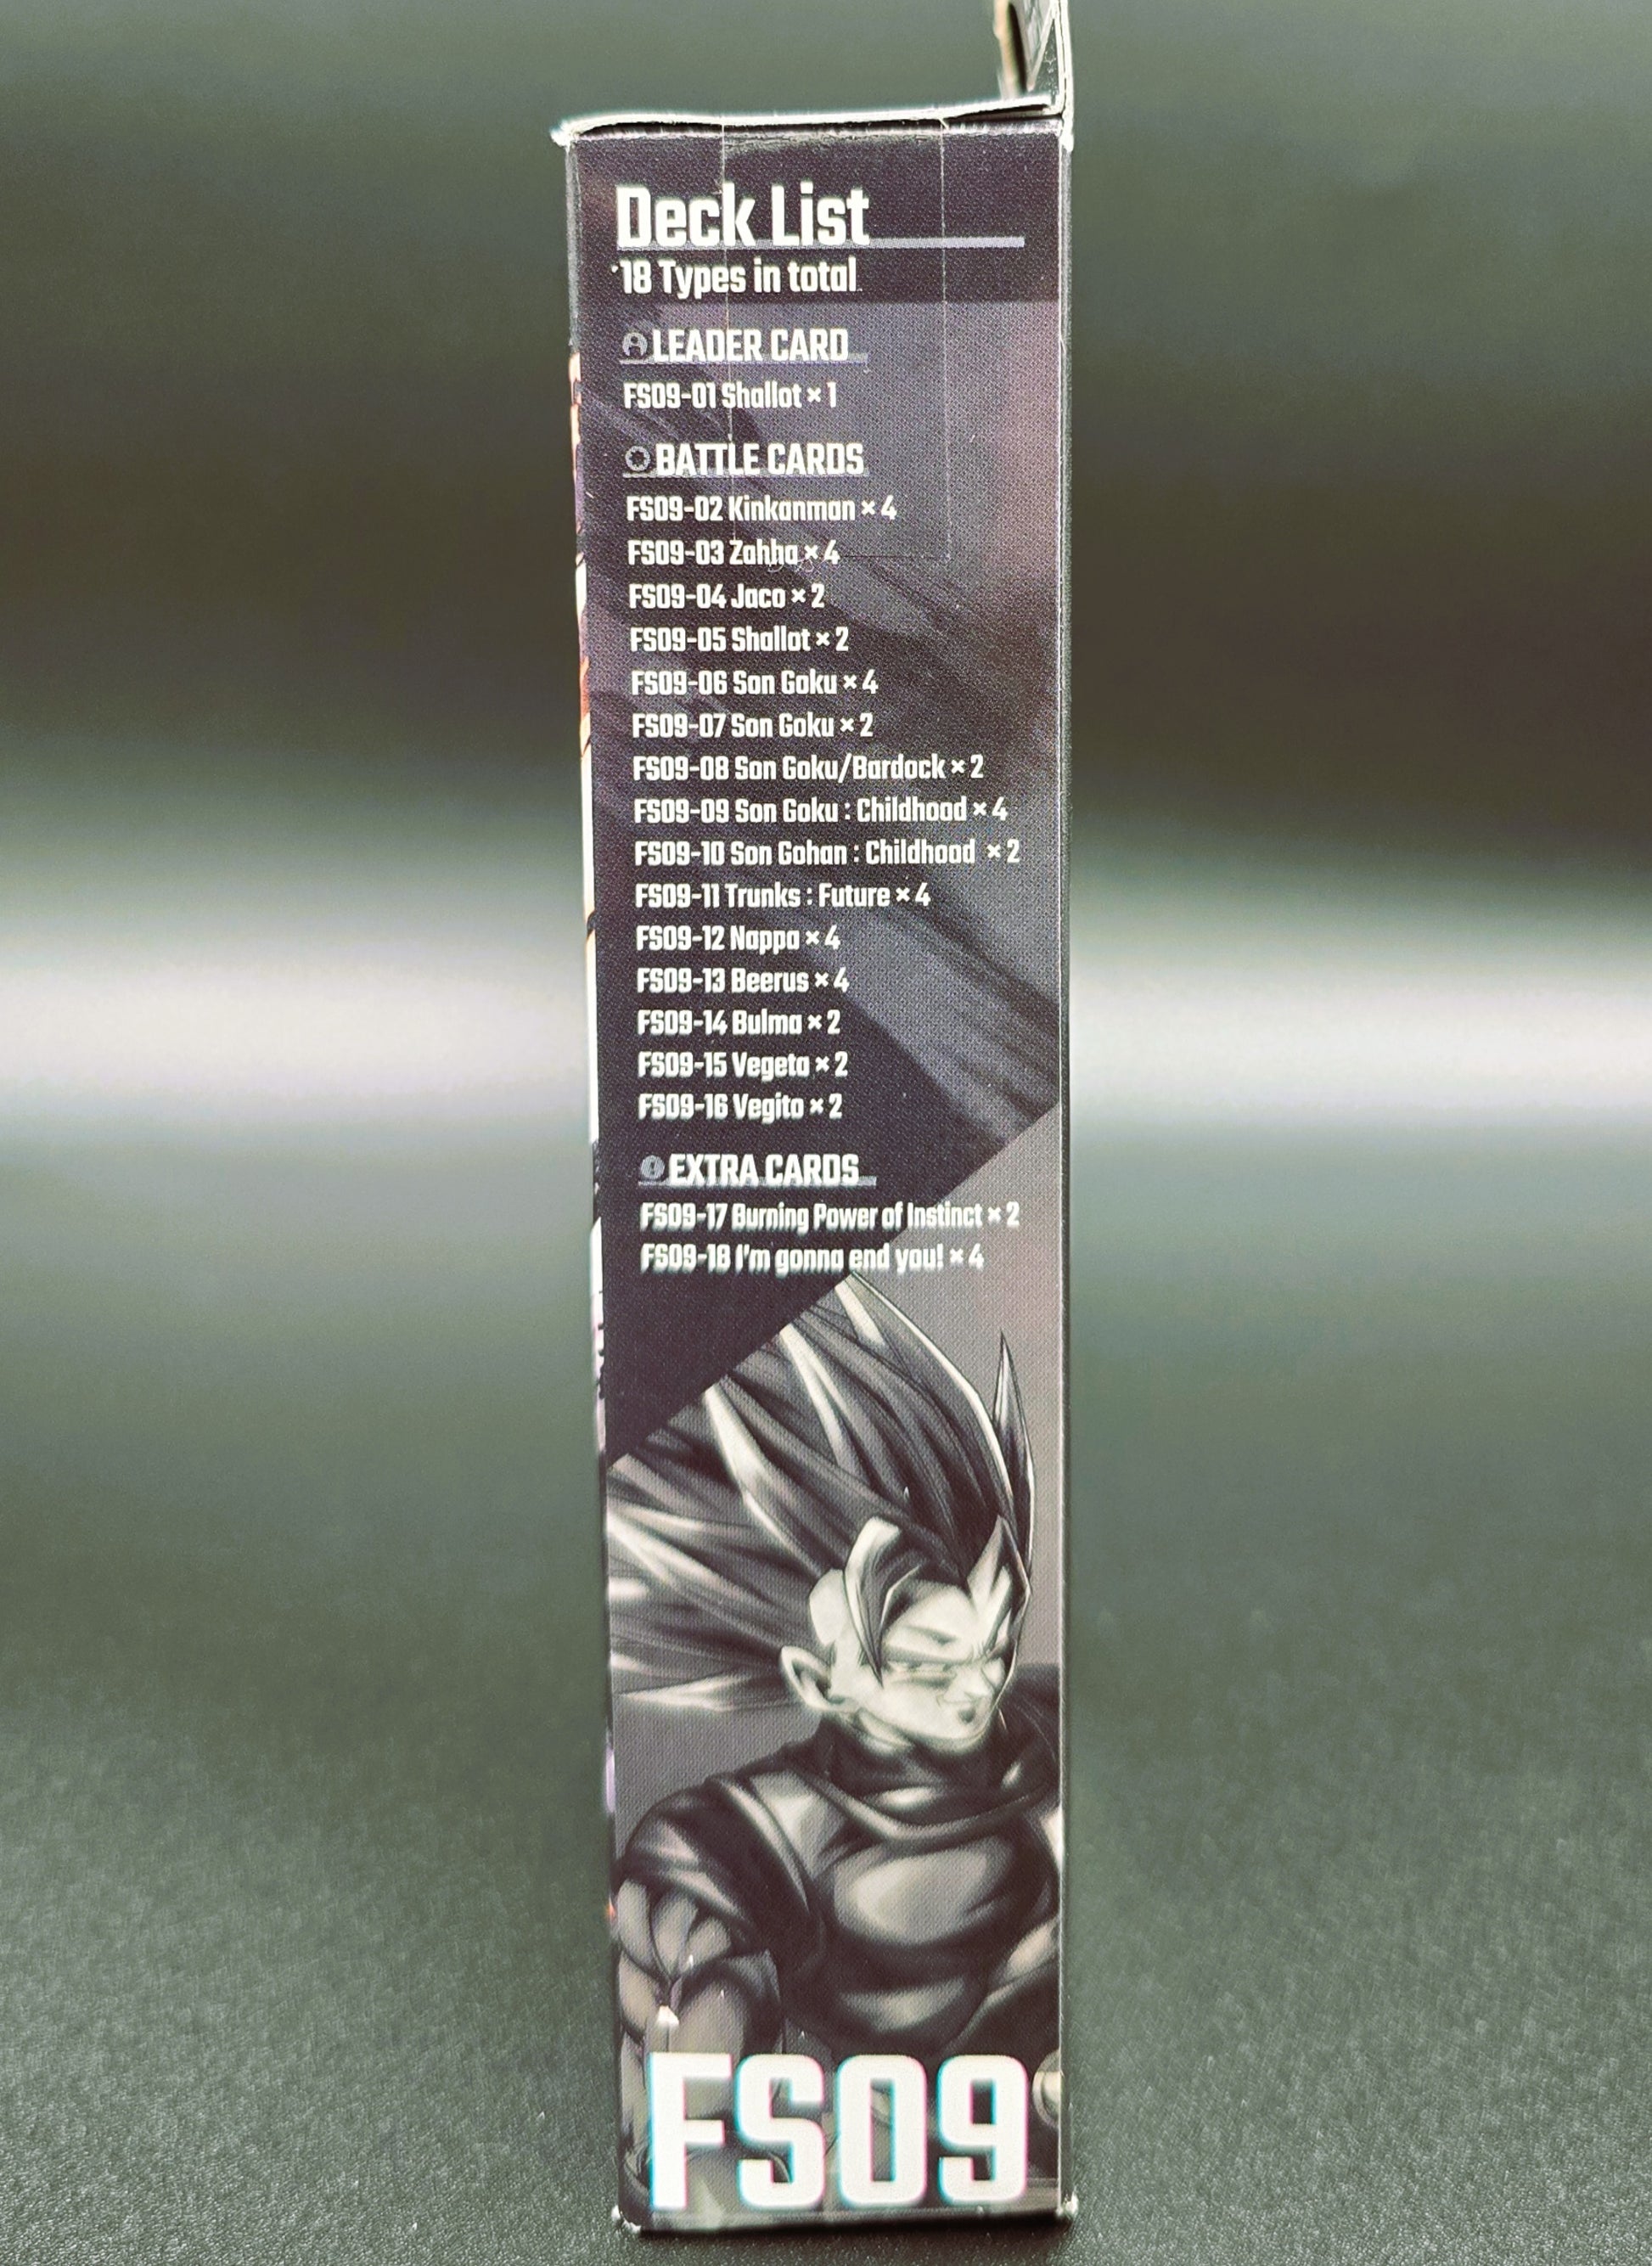 Deck List
·18 Types in total
LEADER CARD
FS09-01 Shallot × 1
BATTLE CARDS
FS09-02 Kinkanman × 4
FS09-03 Zahha × 4
FS09-04 Jaco × 2
FS09-05 Shallot × 2
FS09-06 Son Goku × 4
FS09-07 Son Goku × 2
FS09-08 Son Goku/Bardock × 2
FS09-09 Son Goku : Childhood × 4
FS09-10 Son Gohan : Childhood × 2
FS09-11 Trunks : Future × 4
FS09-12 Nappa × 4
FS09-13 Beerus × 4
FS09-14 Bulma × 2
FS09-15 Vegeta × 2
FS09-16 Vegito × 2
EXTRA CARDS
FS09-17 Burning Power of Instinct × 2
FS09-18 I'm gonna end you! × 4
FS09